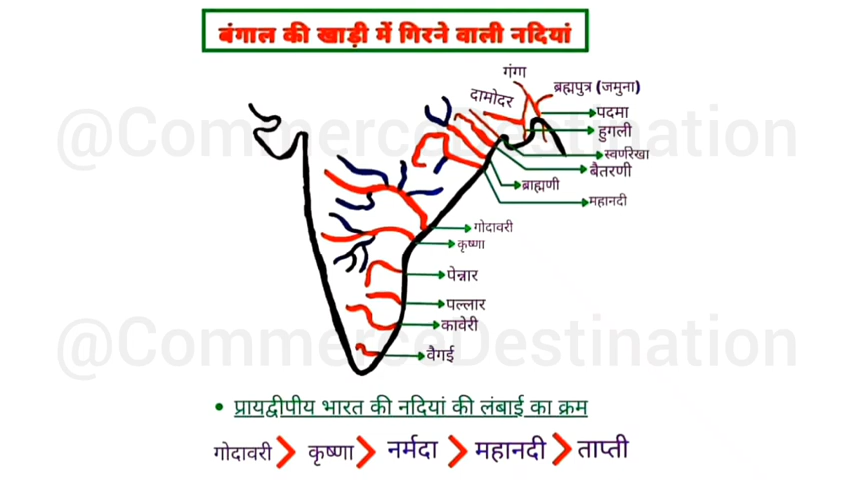 बंगाल की खाड़ी में गिरने वाली नदियां
गंगा
ब्रह्मपुत्र (जमुना)
दामोदर
पदमा
@CommerceDestination
हुगली
स्वर्णरेखा
बैतरणी
ब्राह्मणी
महानदी
गोदावरी
कृष्णा
पेन्नार
पल्लार
कावेरी
@CommerceDestination
वैगई
• प्रायद्वीपीय भारत की नदियां की लंबाई का क्रम
गोदावरी > कृष्णा > नर्मदा > महानदी > ताप्ती